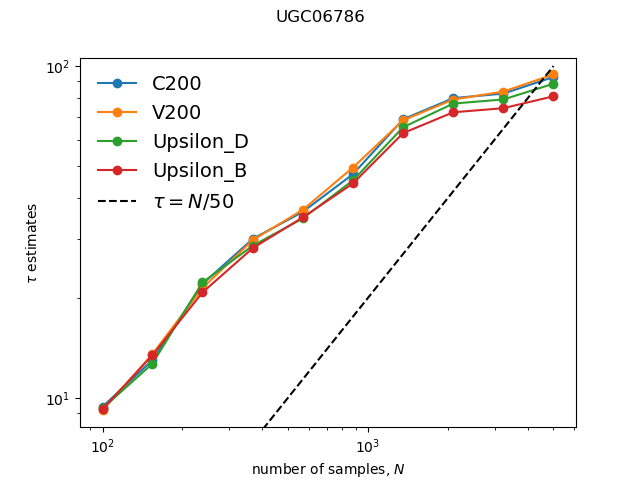 UGC06786
10²
C200
V200
Upsilon_D
Upsilon_B
τ = N/50
τ estimates
10¹
10² 10³
number of samples, N